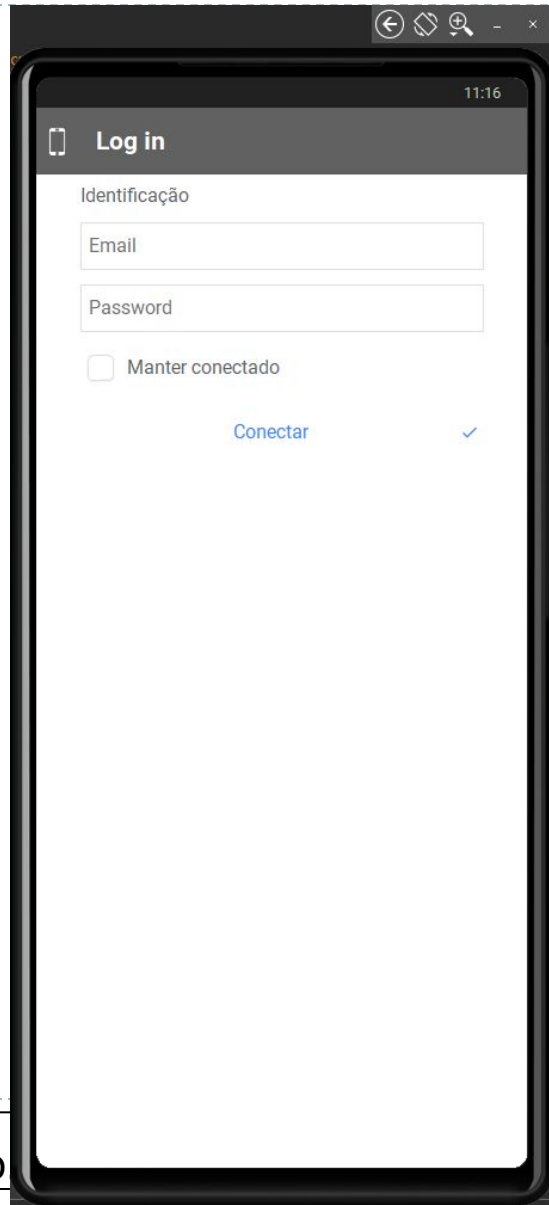 11:16
Log in
Identificação
Email
Password
Manter conectado
Conectar